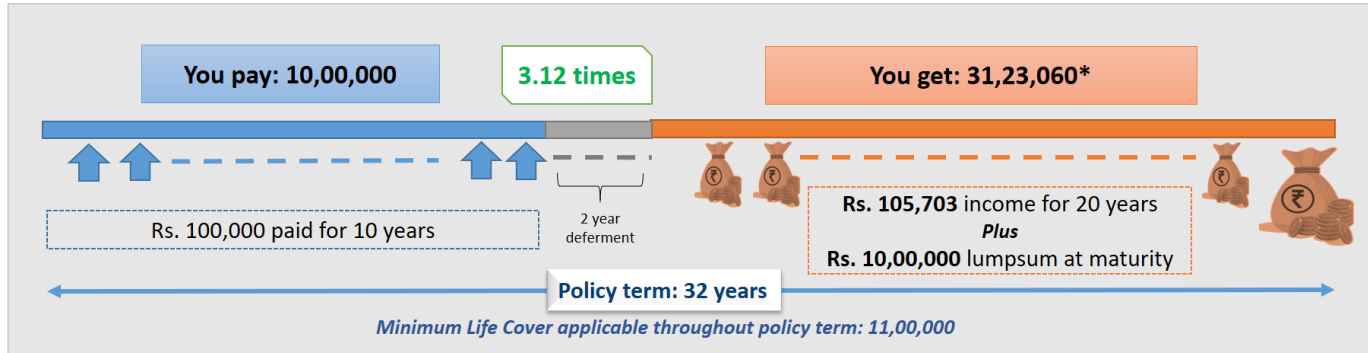 You pay: 10,00,000
3.12 times
You get: 31,23,060*
Rs. 100,000 paid for 10 years
2 year
deferment
Rs. 105,703 income for 20 years
Plus
Rs. 10,00,000 lumpsum at maturity
Policy term: 32 years
Minimum Life Cover applicable throughout policy term: 11,00,000
₹
₹
₹
₹